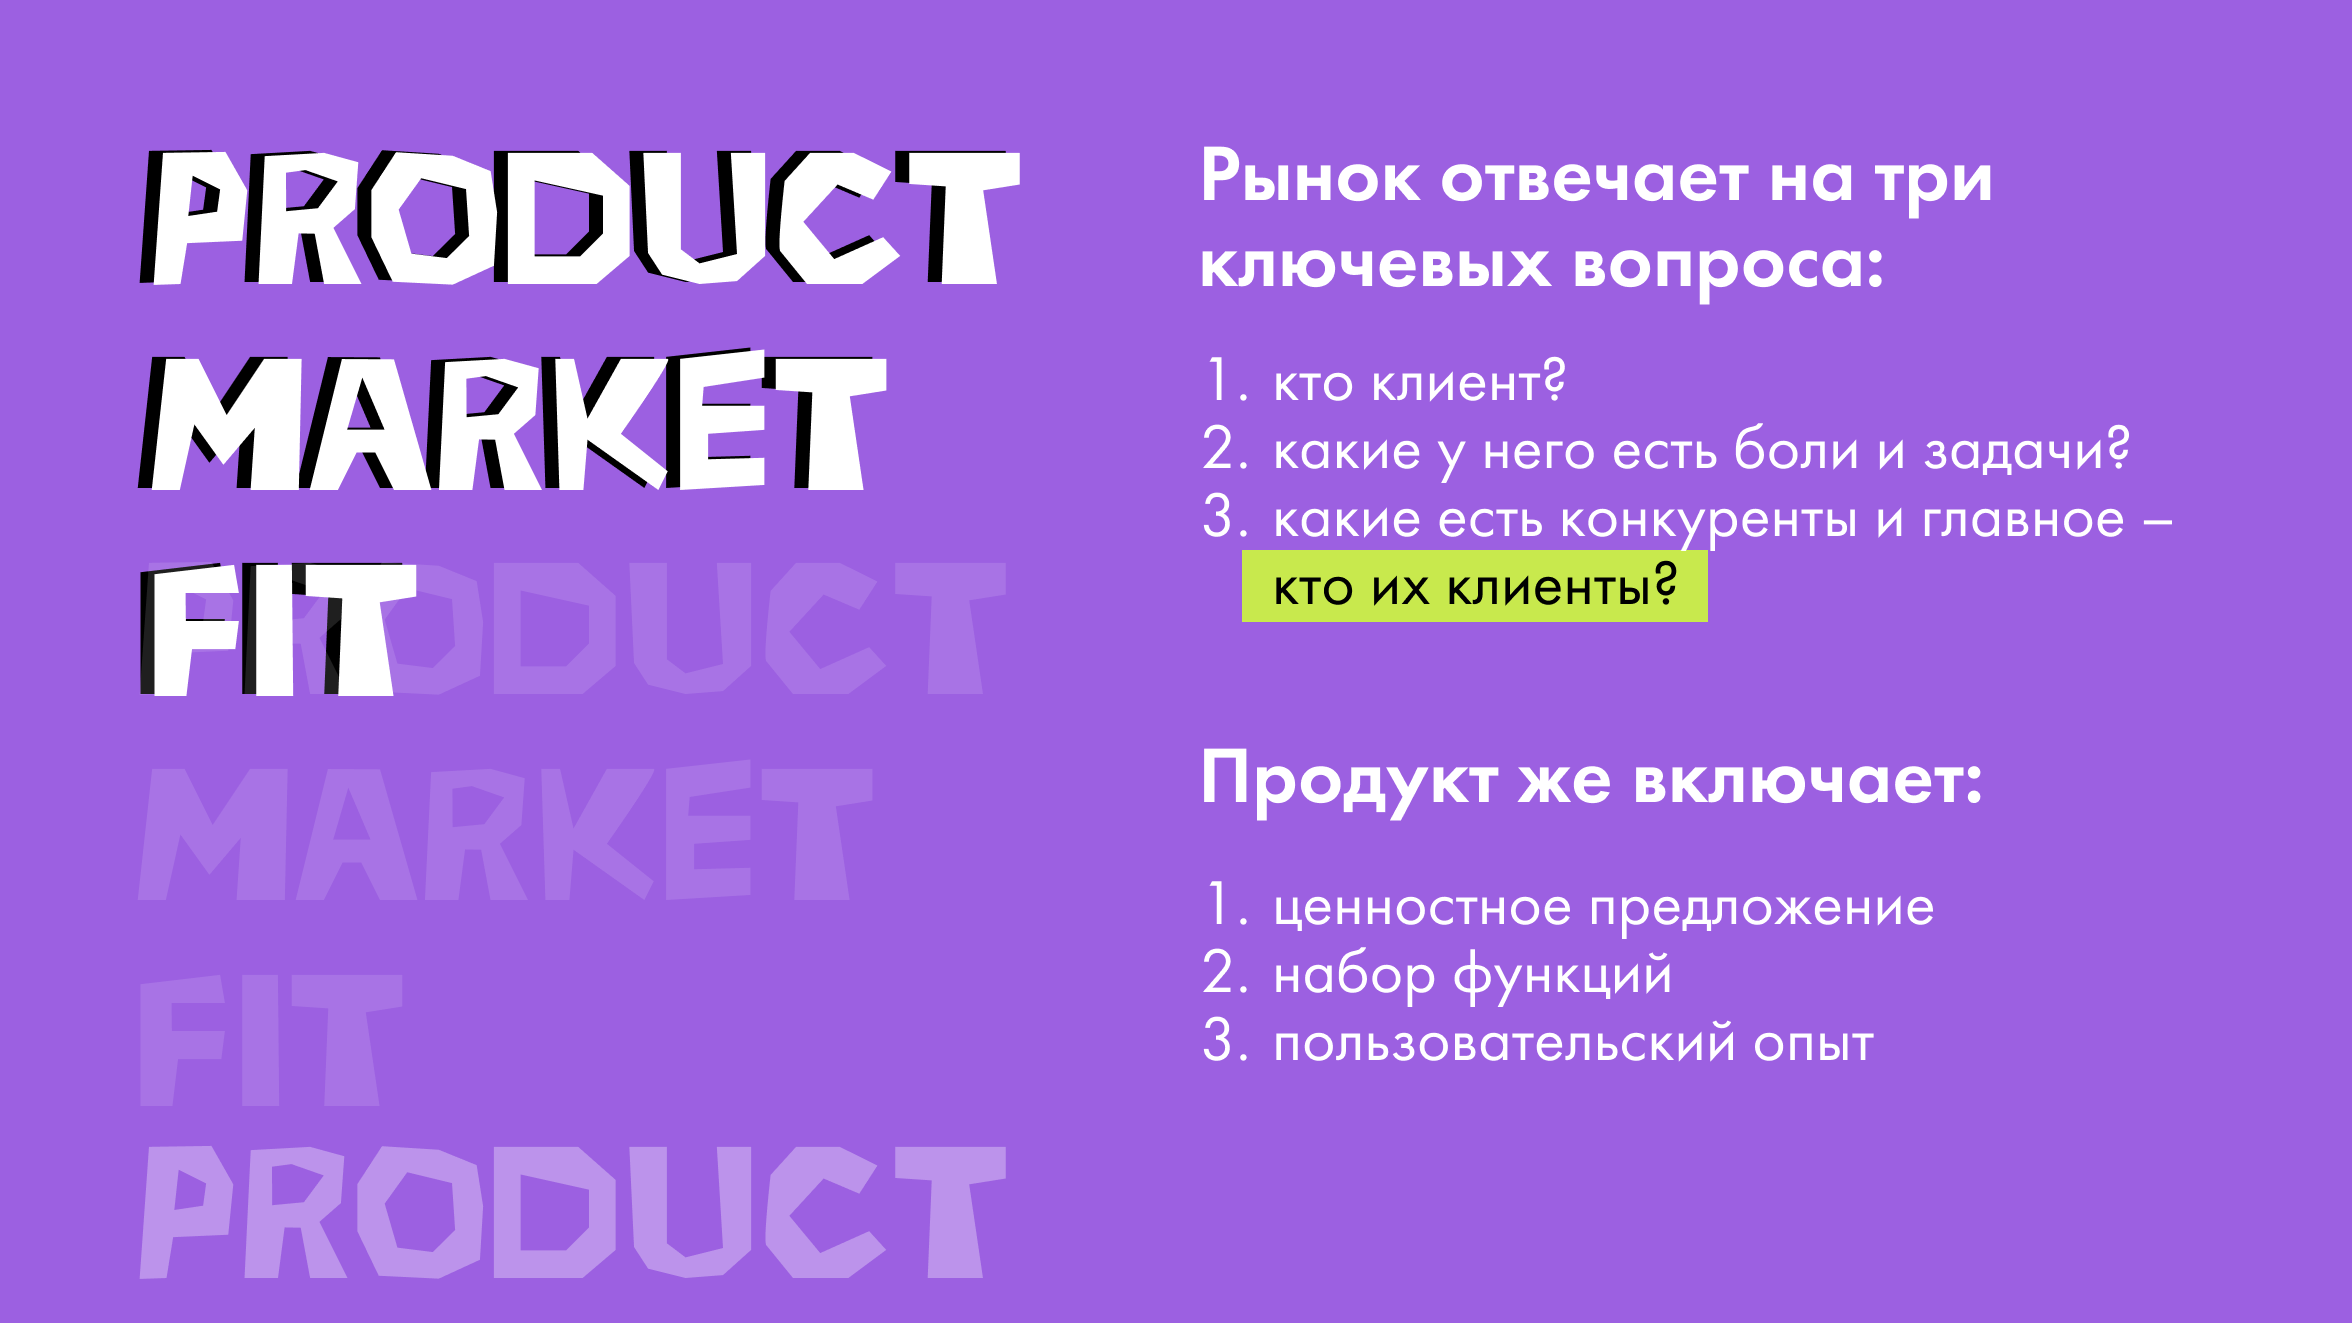 PRODUCT
MARKET
FIT
PRODUCT
MARKET
FIT
PRODUCT
Рынок отвечает на три
ключевых вопроса:
1. кто клиент?
2. какие у него есть боли и задачи?
3. какие есть конкуренты и главное –
кто их клиенты?
Продукт же включает:
1. ценностное предложение
2. набор функций
3. пользовательский опыт